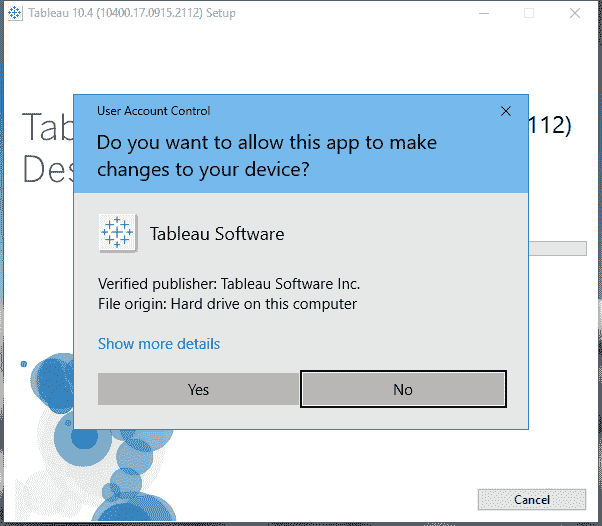 Tableau 10.4 (10400.17.0915.2112) Setup
User Account Control
Do you want to allow this app to make
changes to your device?
Tab
112)
Des
Tableau Software
Verified publisher: Tableau Software Inc.
File origin: Hard drive on this computer
Show more details
Yes
No
Cancel